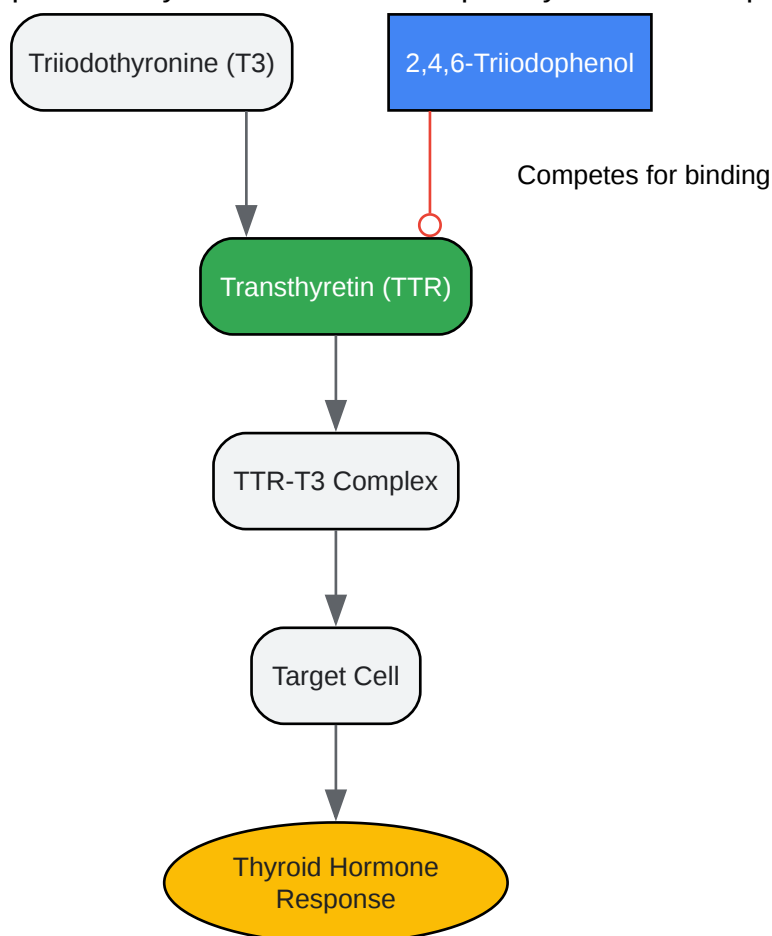 Triiodothyronine (T3)
2,4,6-Triiodophenol
Competes for binding
Transthyretin (TTR)
TTR-T3 Complex
Target Cell
Thyroid Hormone
Response